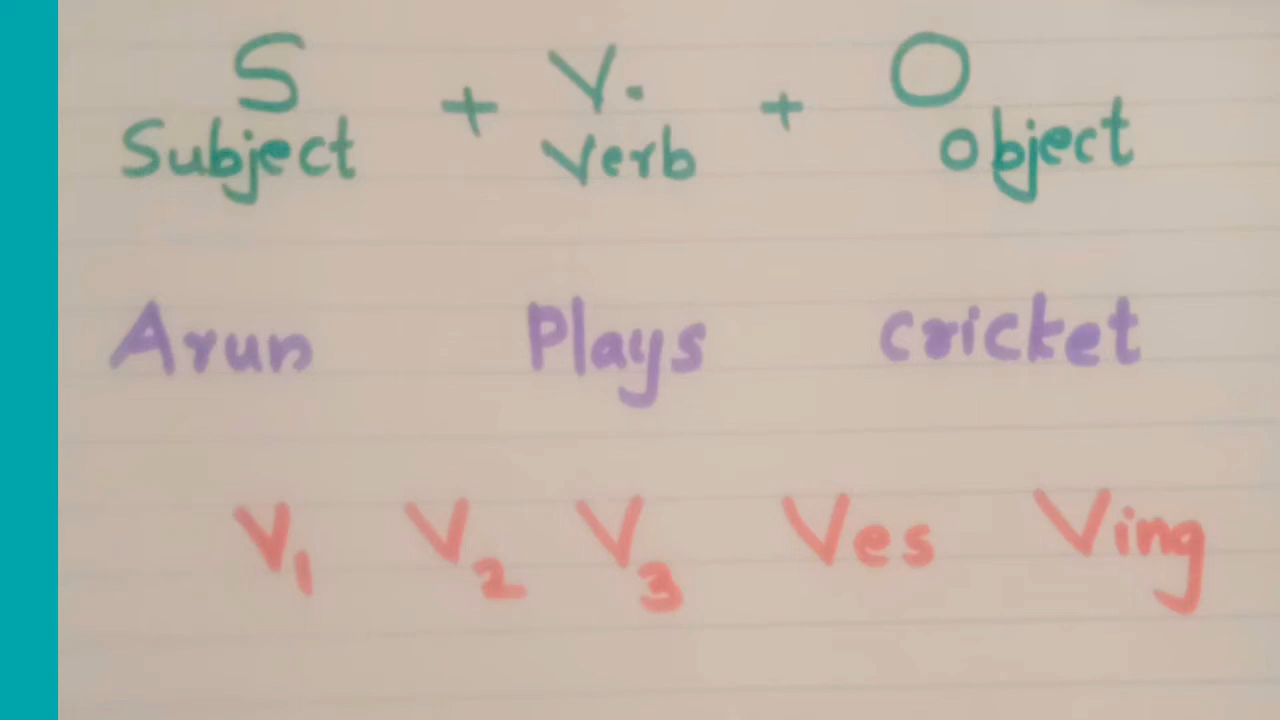 S + V. + O
Subject Verb object
Arun Plays cricket
V1 V2 V3 Ves Ving